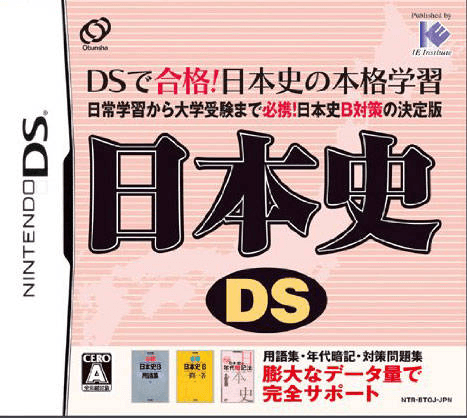 Obunsha
Published by
IE Institute
DSで合格!日本史の本格学習
日常学習から大学受験まで必携!日本史B対策の決定版
NINTENDO DS
日本史
DS
CERO
A
全年齢対象
日本史B
用語集
日本史B
一問一答
年代暗記法
日本史
用語集・年代暗記・対策問題集
膨大なデータ量で
完全サポート
NTR-BTOJ-JPN